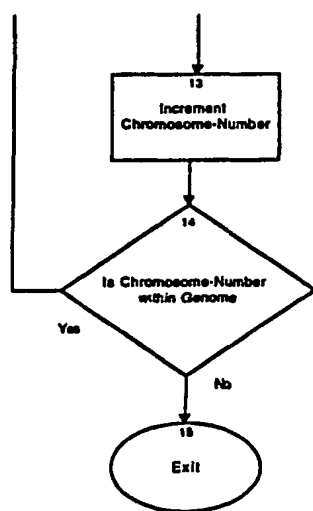 13
Increment
Chromosome-Number
14
Is Chromosome-Number
within Genome
Yes
No
15
Exit